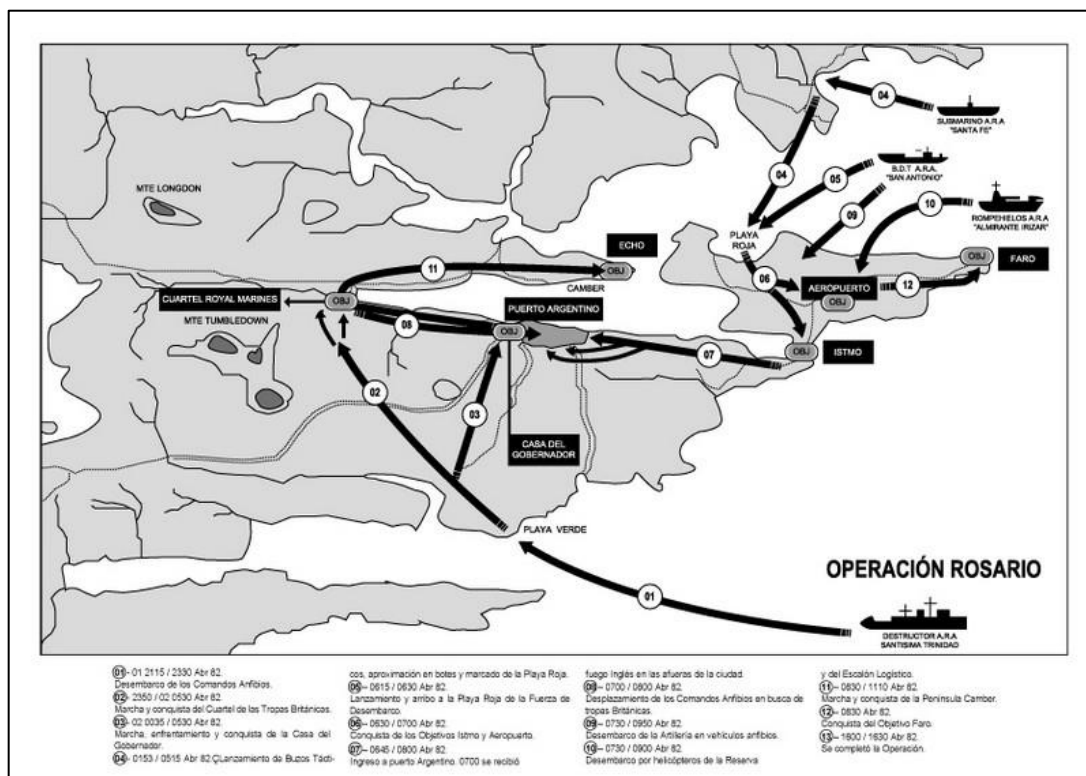 04
SUBMARINO A.R.A
"SANTA FE"
04
05
B.D.T A.R.A.
"SAN ANTONIO"
09
10
ROMPEHIELOS A.R.A
"ALMIRANTE IRIZAR"
MTE LONGDON
PLAYA
ROJA
ECHO
OBJ
FARO
OBJ
11
CAMBER
06
AEROPUERTO
12
OBJ
CUARTEL ROYAL MARINES
OBJ
PUERTO ARGENTINO
MTE TUMBLEDOWN
08
OBJ
07
OBJ
ISTMO
02
03
CASA DEL
GOBERNADOR
PLAYA VERDE
OPERACIÓN ROSARIO
01
DESTRUCTOR A.R.A
SANTISIMA TRINIDAD
01- 01 2115 / 2330 Abr 82.
Desembarco de los Comandos Anfibios.
02- 2350 / 02 0530 Abr 82.
Marcha y conquista del Cuartel de las Tropas Británicas.
03- 02 0035 / 0530 Abr 82.
Marcha, enfrentamiento y conquista de la Casa del
Gobernador.
04- 0153 / 0515 Abr 82 ÇLanzamiento de Buzos Tácti-
cos, aproximación en botes y marcado de la Playa Roja.
05- 0615 / 0630 Abr 82.
Lanzamiento y arribo a la Playa Roja de la Fuerza de
Desembarco.
06- 0630 / 0700 Abr 82.
Conquista de los Objetivos Istmo y Aeropuerto.
07- 0645 / 0800 Abr 82.
Ingreso a puerto Argentino. 0700 se recibió
fuego Inglés en las afueras de la ciudad.
08- 0700 / 0800 Abr 82.
Desplazamiento de los Comandos Anfibios en busca de
tropas Británicas.
09- 0730 / 0950 Abr 82.
Desembarco de la Artillería en vehículos anfibios.
10- 0730 / 0900 Abr 82.
Desembarco por helicópteros de la Reserva
y del Escalón Logístico.
11- 0830 / 1110 Abr 82.
Marcha y conquista de la Península Camber.
12- 0830 Abr 82.
Conquista del Objetivo Faro.
13- 1600 / 1630 Abr 82.
Se completó la Operación.